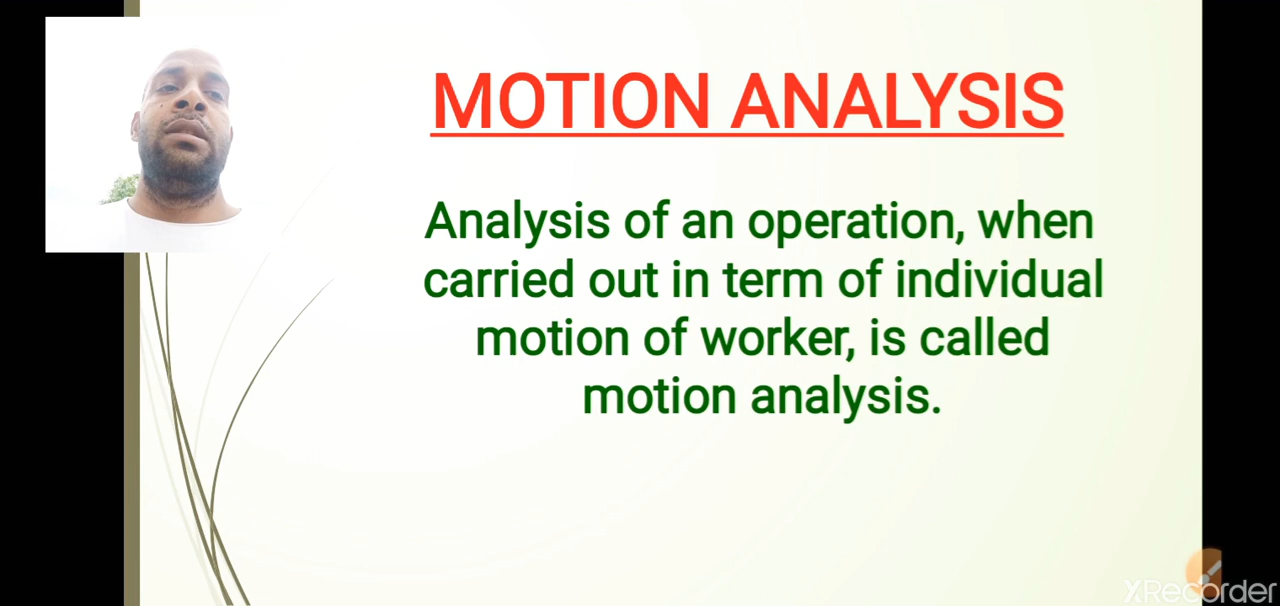 MOTION ANALYSIS
Analysis of an operation, when
carried out in term of individual
motion of worker, is called
motion analysis.
XRecorder